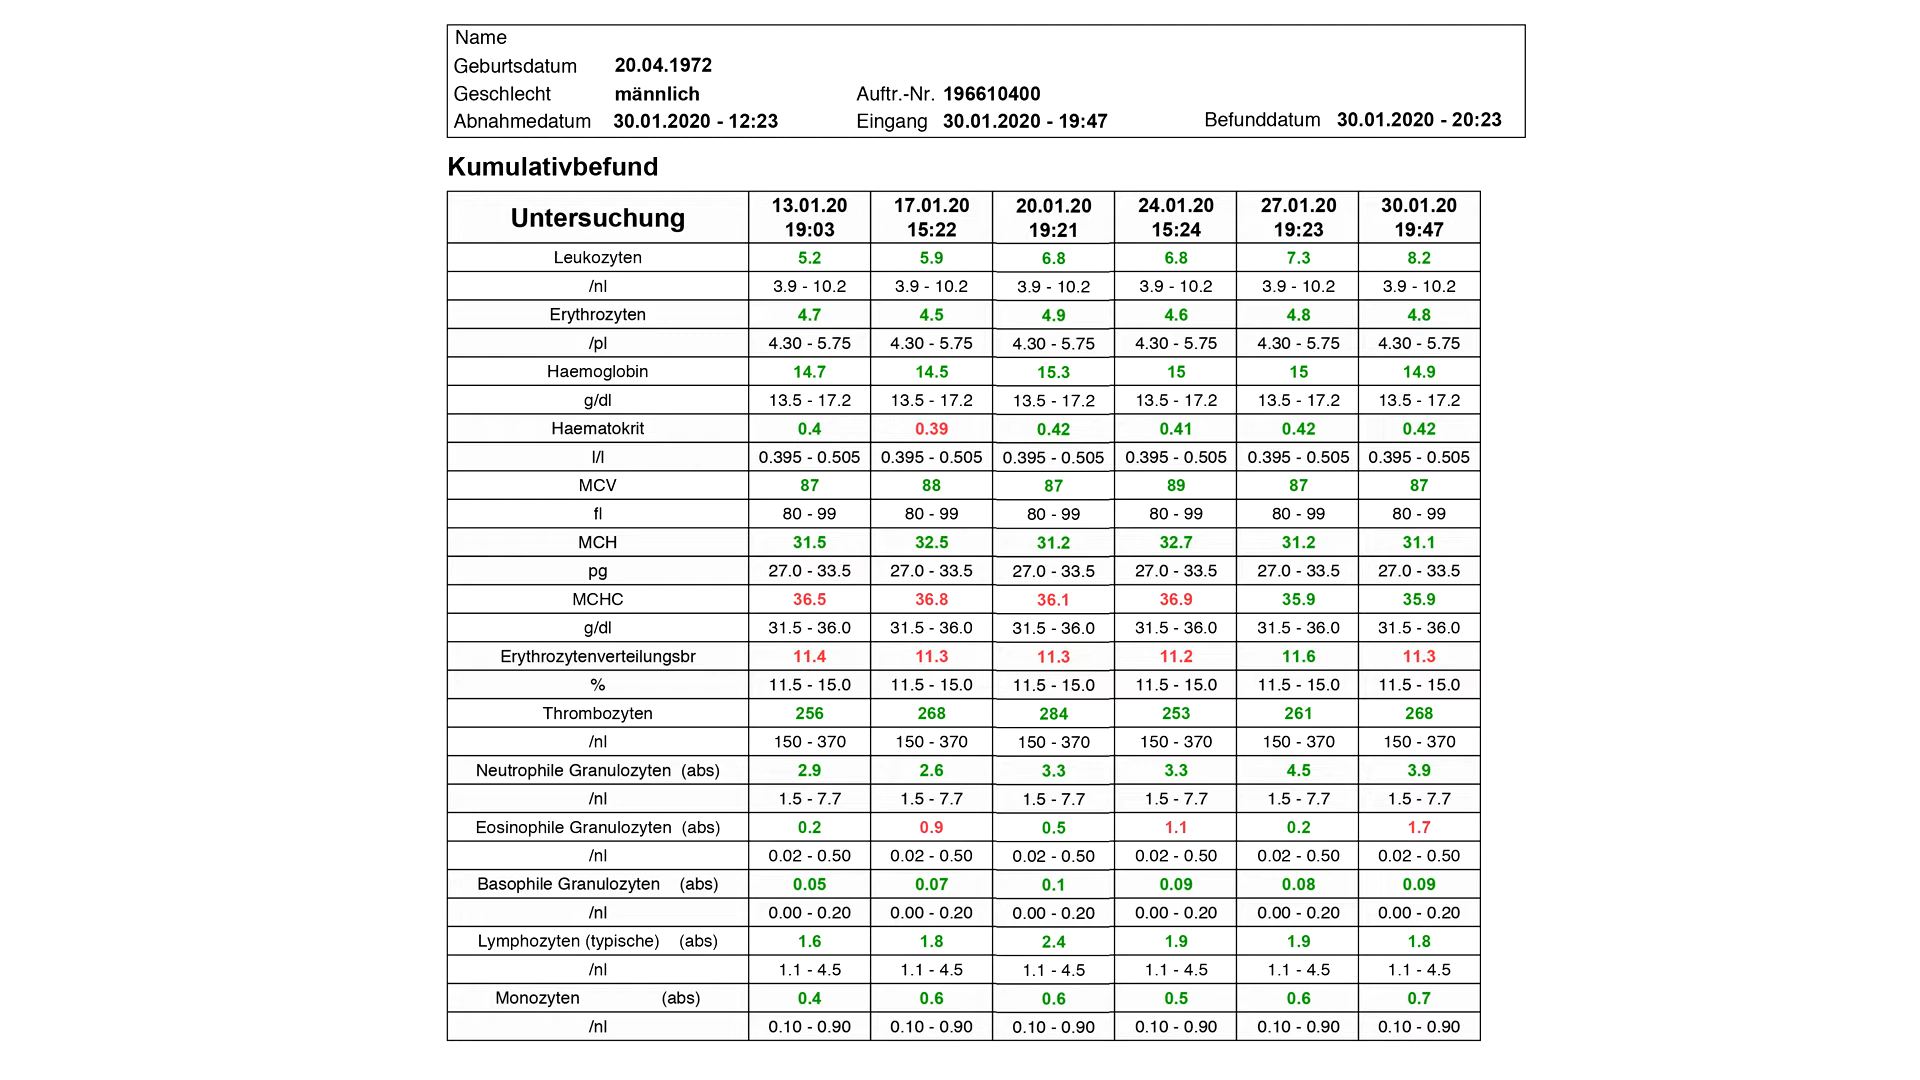 Name
Geburtsdatum 20.04.1972
Geschlecht männlich Auftr.-Nr. 196610400
Abnahmedatum 30.01.2020 - 12:23 Eingang 30.01.2020 - 19:47 Befunddatum 30.01.2020 - 20:23
Kumulativbefund
Untersuchung 13.01.20 19:03 17.01.20 15:22 20.01.20 19:21 24.01.20 15:24 27.01.20 19:23 30.01.20 19:47
Leukozyten 5.2 5.9 6.8 6.8 7.3 8.2
/nl 3.9 - 10.2 3.9 - 10.2 3.9 - 10.2 3.9 - 10.2 3.9 - 10.2 3.9 - 10.2
Erythrozyten 4.7 4.5 4.9 4.6 4.8 4.8
/pl 4.30 - 5.75 4.30 - 5.75 4.30 - 5.75 4.30 - 5.75 4.30 - 5.75 4.30 - 5.75
Haemoglobin 14.7 14.5 15.3 15 15 14.9
g/dl 13.5 - 17.2 13.5 - 17.2 13.5 - 17.2 13.5 - 17.2 13.5 - 17.2 13.5 - 17.2
Haematokrit 0.4 0.39 0.42 0.41 0.42 0.42
l/l 0.395 - 0.505 0.395 - 0.505 0.395 - 0.505 0.395 - 0.505 0.395 - 0.505 0.395 - 0.505
MCV 87 88 87 89 87 87
fl 80 - 99 80 - 99 80 - 99 80 - 99 80 - 99 80 - 99
MCH 31.5 32.5 31.2 32.7 31.2 31.1
pg 27.0 - 33.5 27.0 - 33.5 27.0 - 33.5 27.0 - 33.5 27.0 - 33.5 27.0 - 33.5
MCHC 36.5 36.8 36.1 36.9 35.9 35.9
g/dl 31.5 - 36.0 31.5 - 36.0 31.5 - 36.0 31.5 - 36.0 31.5 - 36.0 31.5 - 36.0
Erythrozytenverteilungsbr 11.4 11.3 11.3 11.2 11.6 11.3
% 11.5 - 15.0 11.5 - 15.0 11.5 - 15.0 11.5 - 15.0 11.5 - 15.0 11.5 - 15.0
Thrombozyten 256 268 284 253 261 268
/nl 150 - 370 150 - 370 150 - 370 150 - 370 150 - 370 150 - 370
Neutrophile Granulozyten (abs) 2.9 2.6 3.3 3.3 4.5 3.9
/nl 1.5 - 7.7 1.5 - 7.7 1.5 - 7.7 1.5 - 7.7 1.5 - 7.7 1.5 - 7.7
Eosinophile Granulozyten (abs) 0.2 0.9 0.5 1.1 0.2 1.7
/nl 0.02 - 0.50 0.02 - 0.50 0.02 - 0.50 0.02 - 0.50 0.02 - 0.50 0.02 - 0.50
Basophile Granulozyten (abs) 0.05 0.07 0.1 0.09 0.08 0.09
/nl 0.00 - 0.20 0.00 - 0.20 0.00 - 0.20 0.00 - 0.20 0.00 - 0.20 0.00 - 0.20
Lymphozyten (typische) (abs) 1.6 1.8 2.4 1.9 1.9 1.8
/nl 1.1 - 4.5 1.1 - 4.5 1.1 - 4.5 1.1 - 4.5 1.1 - 4.5 1.1 - 4.5
Monozyten (abs) 0.4 0.6 0.6 0.5 0.6 0.7
/nl 0.10 - 0.90 0.10 - 0.90 0.10 - 0.90 0.10 - 0.90 0.10 - 0.90 0.10 - 0.90